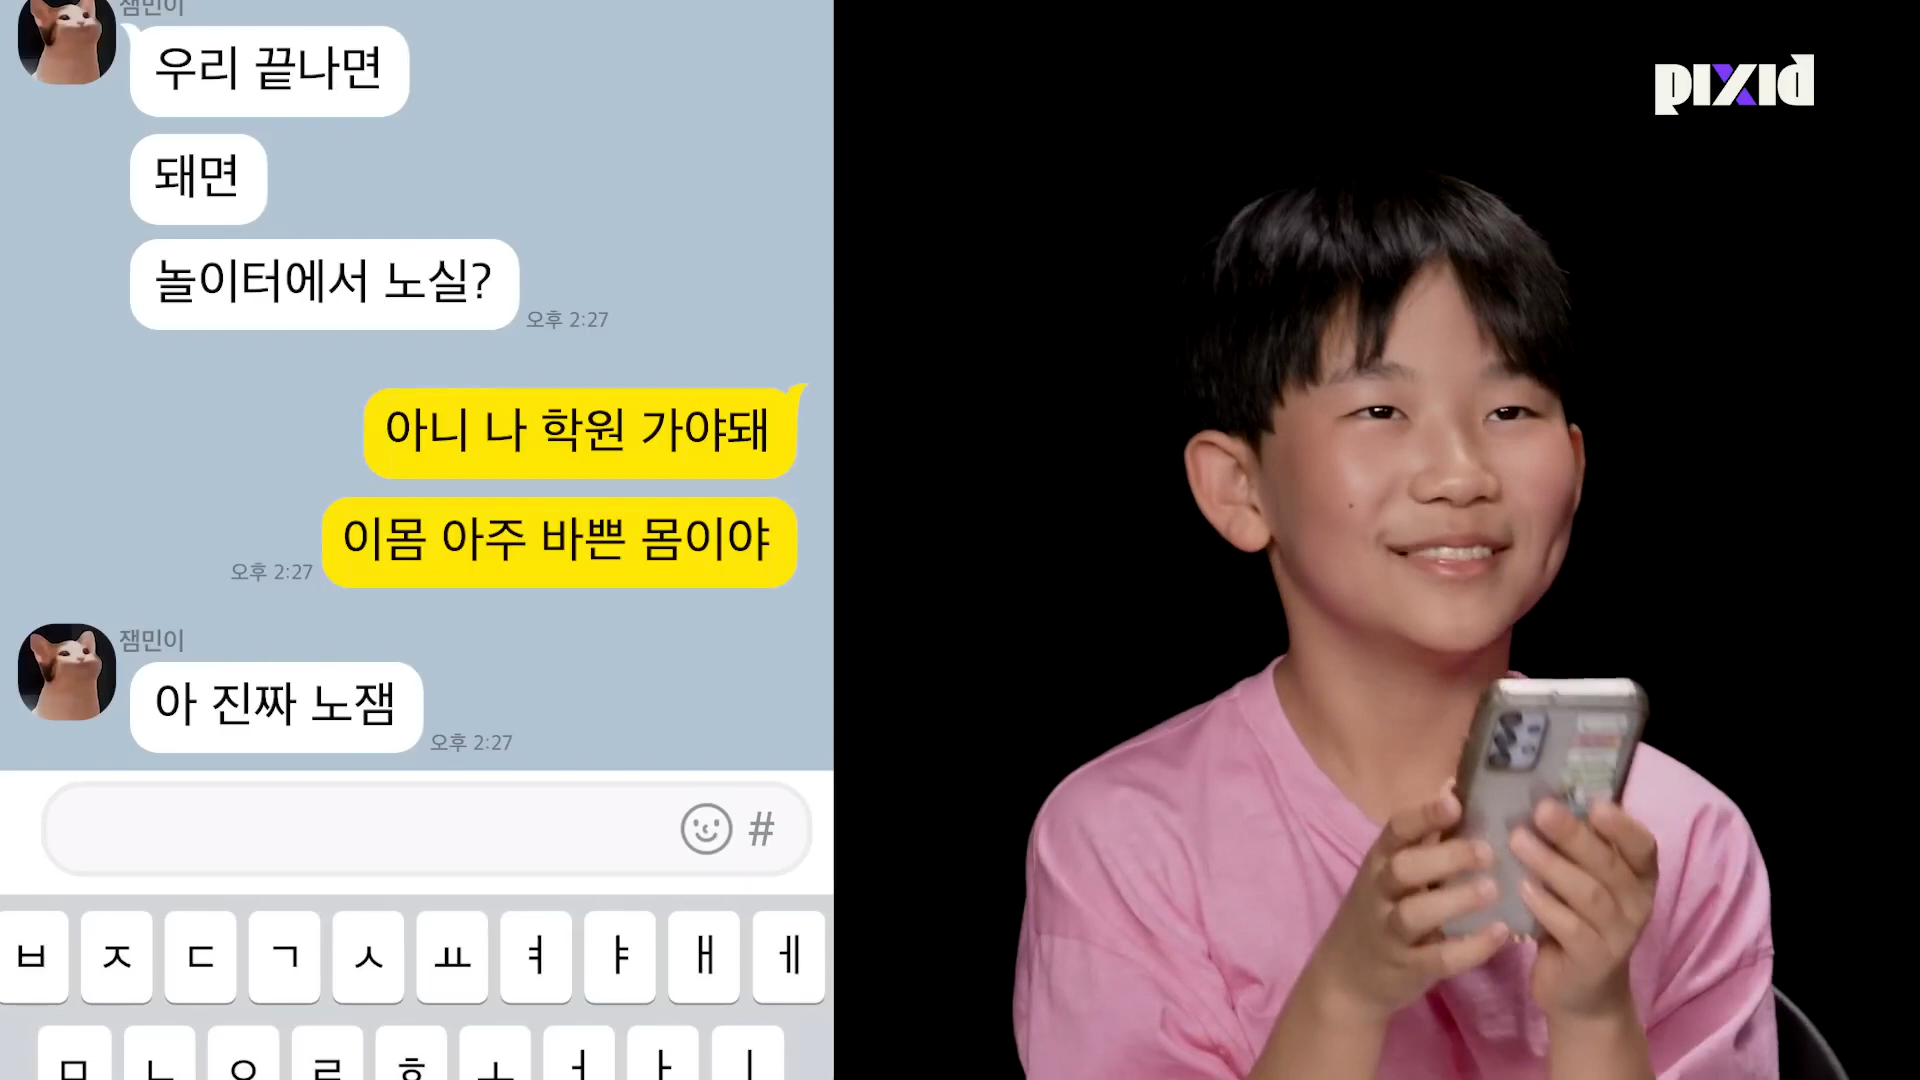 잼민이
우리 끝나면
돼면
놀이터에서 노실?
오후 2:27
아니 나 학원 가야돼
이몸 아주 바쁜 몸이야
오후 2:27
잼민이
아 진짜 노잼
오후 2:27
#
ㅂ ㅈ ㄷ ㄱ ㅅ ㅛ ㅕ ㅑ ㅐ ㅔ
ㅁ ㄴ ㅇ ㄹ ㅎ ㅗ ㅓ ㅏ ㅣ
pixid